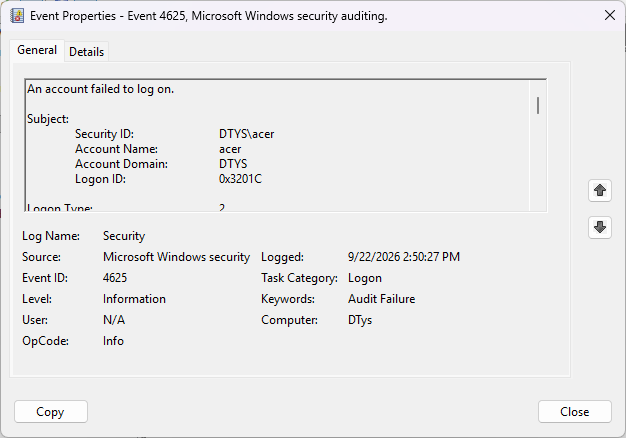 Event Properties - Event 4625, Microsoft Windows security auditing.
General Details
An account failed to log on.
Subject:
Security ID: DTYS\acer
Account Name: acer
Account Domain: DTYS
Logon ID: 0x3201C
Logon Type: 2
Log Name: Security
Source: Microsoft Windows security Logged: 9/22/2026 2:50:27 PM
Event ID: 4625 Task Category: Logon
Level: Information Keywords: Audit Failure
User: N/A Computer: DTys
OpCode: Info
Copy Close